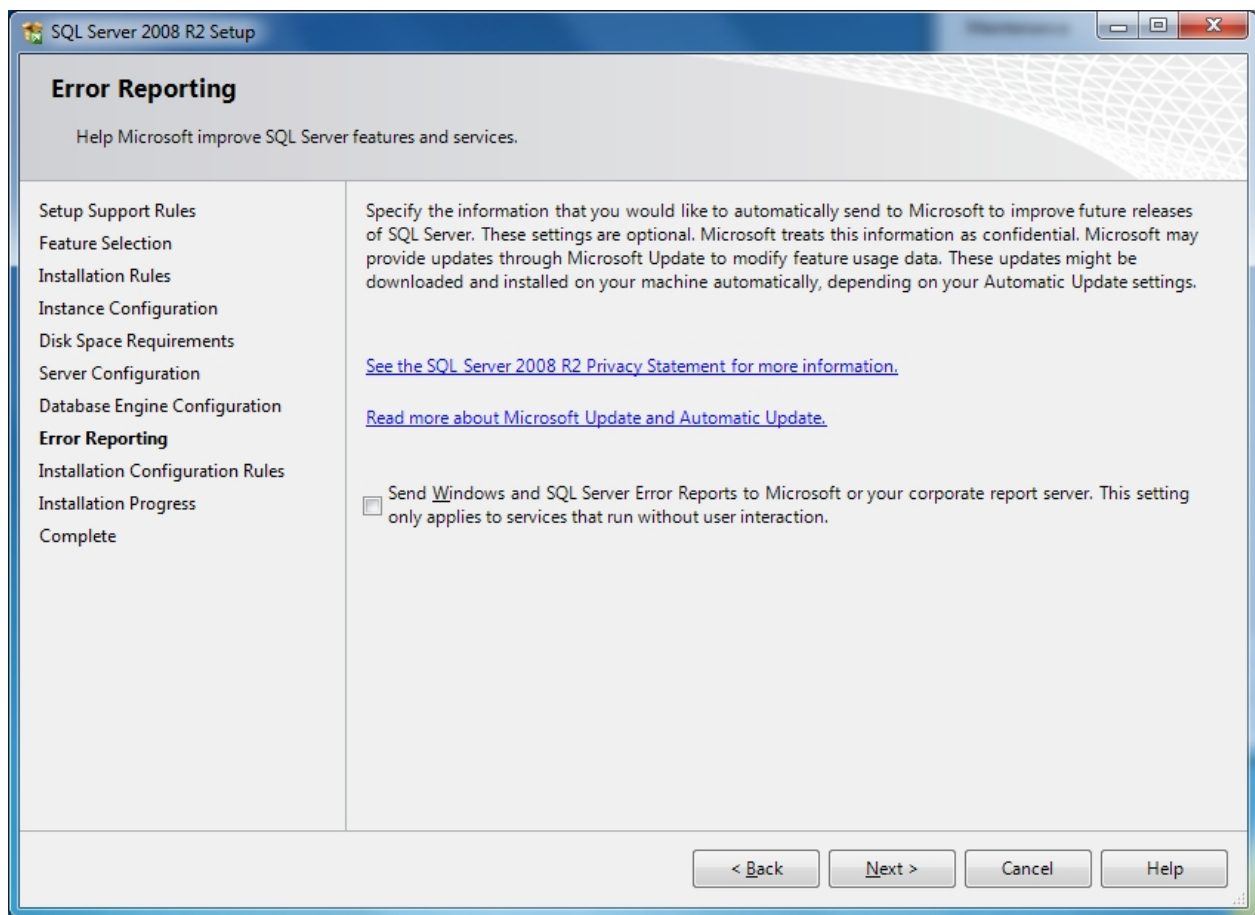 SQL Server 2008 R2 Setup
Error Reporting
Help Microsoft improve SQL Server features and services.
Setup Support Rules
Feature Selection
Installation Rules
Instance Configuration
Disk Space Requirements
Server Configuration
Database Engine Configuration
Error Reporting
Installation Configuration Rules
Installation Progress
Complete
Specify the information that you would like to automatically send to Microsoft to improve future releases
of SQL Server. These settings are optional. Microsoft treats this information as confidential. Microsoft may
provide updates through Microsoft Update to modify feature usage data. These updates might be
downloaded and installed on your machine automatically, depending on your Automatic Update settings.
See the SQL Server 2008 R2 Privacy Statement for more information.
Read more about Microsoft Update and Automatic Update.
Send Windows and SQL Server Error Reports to Microsoft or your corporate report server. This setting
only applies to services that run without user interaction.
< Back
Next >
Cancel
Help